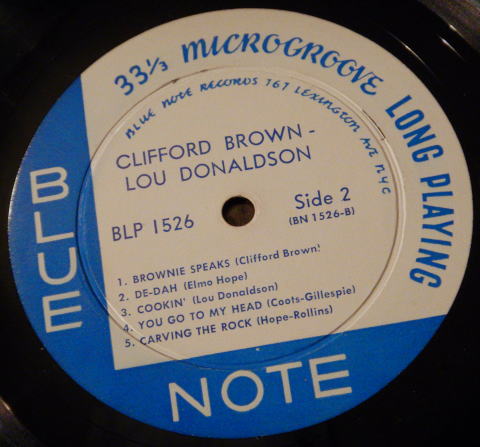 33 1/3 MICROGROOVE LONG PLAYING
BLUE NOTE RECORDS 767 LEXINGTON AVE N.Y.C
CLIFFORD BROWN -
LOU DONALDSON
BLP 1526
Side 2
(BN 1526-B)
1. BROWNIE SPEAKS (Clifford Brown)
2. DE-DAH (Elmo Hope)
3. COOKIN' (Lou Donaldson)
4. YOU GO TO MY HEAD (Coots-Gillespie)
5. CARVING THE ROCK (Hope-Rollins)
BLUE
NOTE